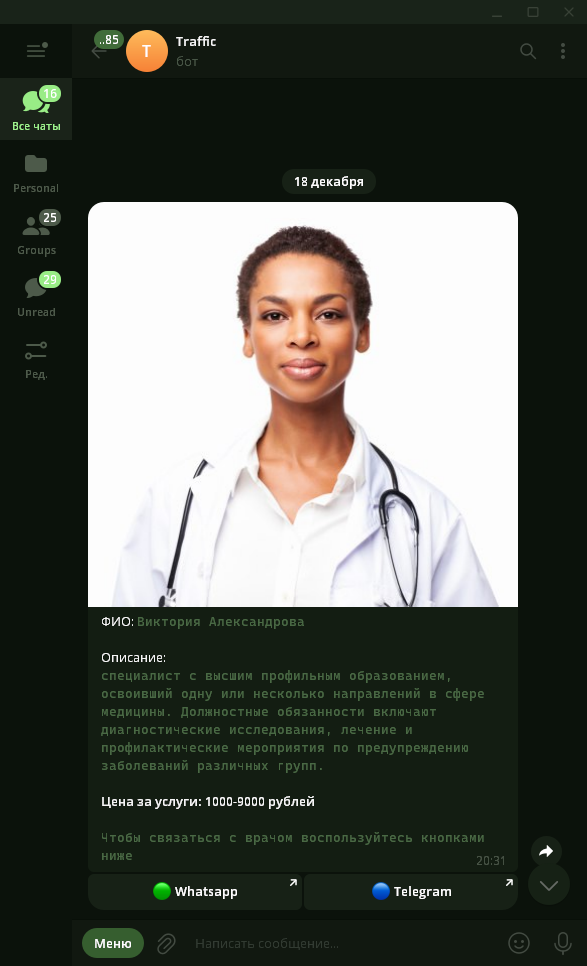 ..85
T
Traffic
бот
16
Все чаты
Personal
25
Groups
29
Unread
Ред.
18 декабря
ФИО: Виктория Александрова
Описание:
специалист с высшим профильным образованием,
освоивший одну или несколько направлений в сфере
медицины. Должностные обязанности включают
диагностические исследования, лечение и
профилактические мероприятия по предупреждению
заболеваний различных групп.
Цена за услуги: 1000-9000 рублей
Чтобы связаться с врачом воспользуйтесь кнопками
ниже
20:31
Whatsapp
Telegram
Меню
Написать сообщение...